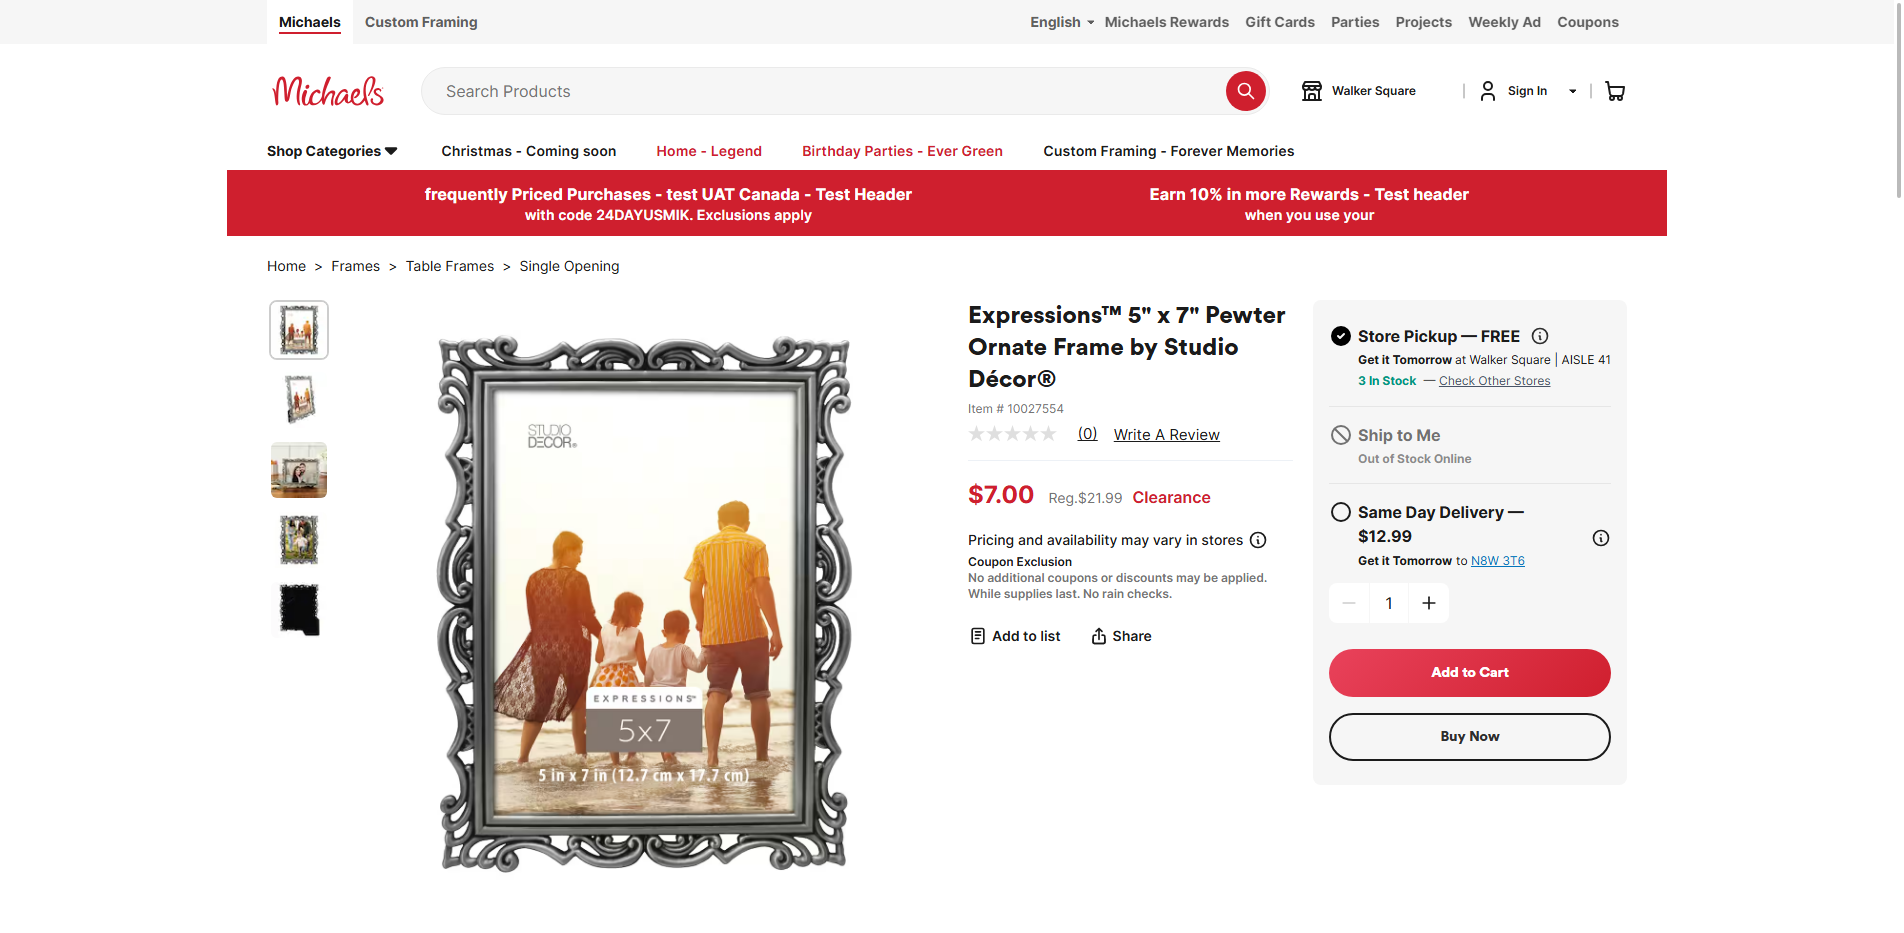 Michaels
Custom Framing
English
Michaels Rewards
Gift Cards
Parties
Projects
Weekly Ad
Coupons
Michaels
Search Products
Walker Square
Sign In
Shop Categories
Christmas - Coming soon
Home - Legend
Birthday Parties - Ever Green
Custom Framing - Forever Memories
frequently Priced Purchases - test UAT Canada - Test Header
with code 24DAYUSMIK. Exclusions apply
Earn 10% in more Rewards - Test header
when you use your
Home > Frames > Table Frames > Single Opening
STUDIO
DECOR®
EXPRESSIONS™
5x7
5 in x 7 in (12.7 cm x 17.7 cm)
Expressions™ 5" x 7" Pewter
Ornate Frame by Studio
Décor®
Item # 10027554
(0) Write A Review
$7.00 Reg.$21.99 Clearance
Pricing and availability may vary in stores
Coupon Exclusion
No additional coupons or discounts may be applied.
While supplies last. No rain checks.
Add to list
Share
Store Pickup — FREE
Get it Tomorrow at Walker Square | AISLE 41
3 In Stock — Check Other Stores
Ship to Me
Out of Stock Online
Same Day Delivery —
$12.99
Get it Tomorrow to N8W 3T6
1
Add to Cart
Buy Now